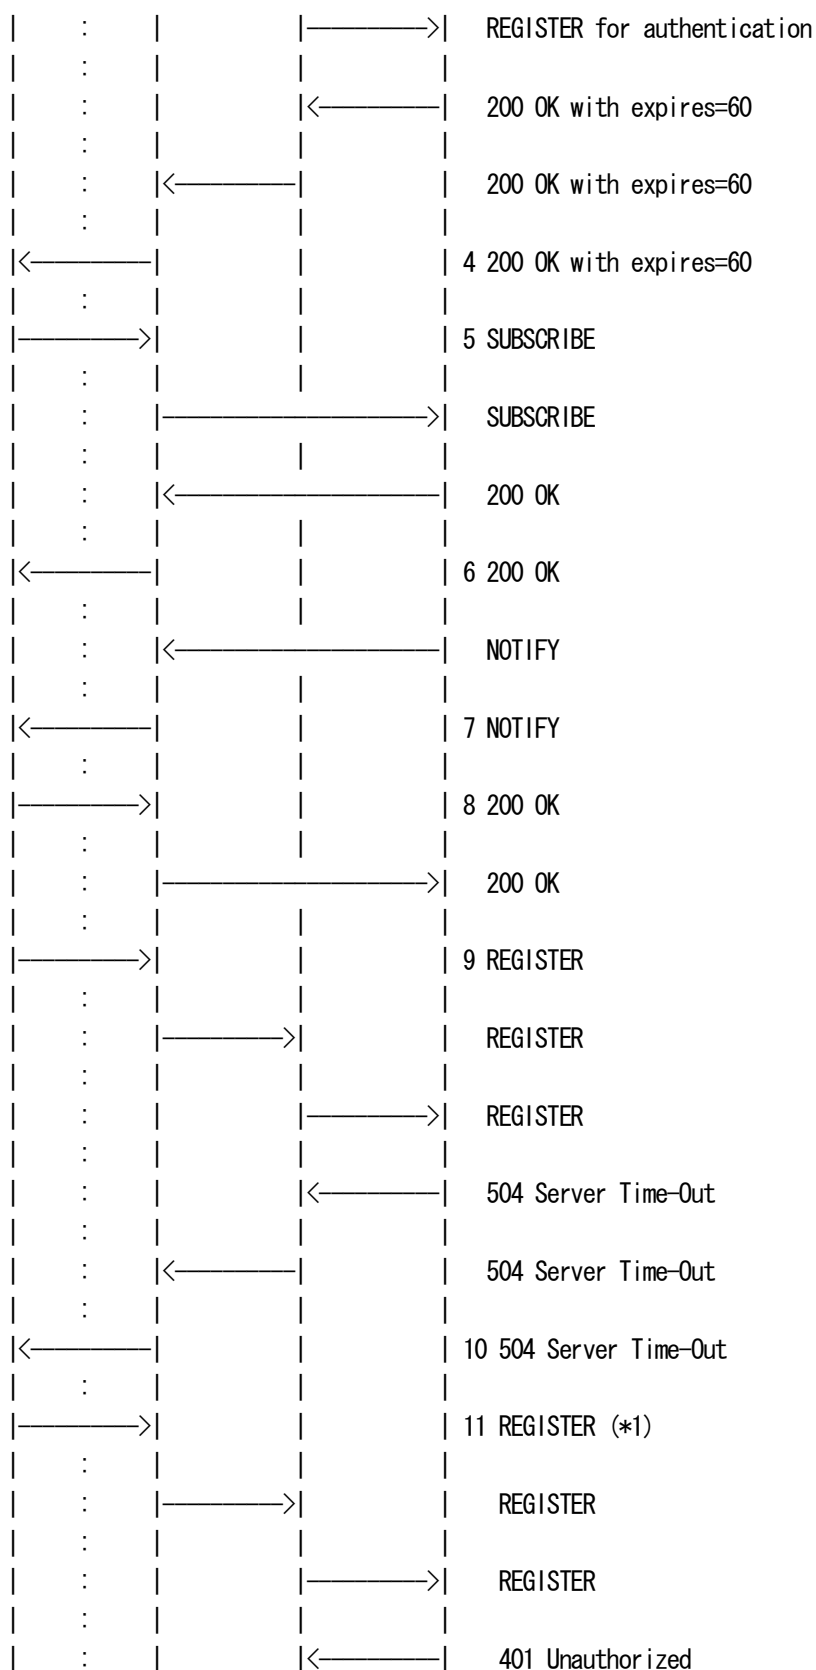 REGISTER for authentication
200 OK with expires=60
200 OK with expires=60
4 200 OK with expires=60
5 SUBSCRIBE
SUBSCRIBE
200 OK
6 200 OK
NOTIFY
7 NOTIFY
8 200 OK
200 OK
9 REGISTER
REGISTER
REGISTER
504 Server Time-Out
504 Server Time-Out
10 504 Server Time-Out
11 REGISTER (*1)
REGISTER
REGISTER
401 Unauthorized